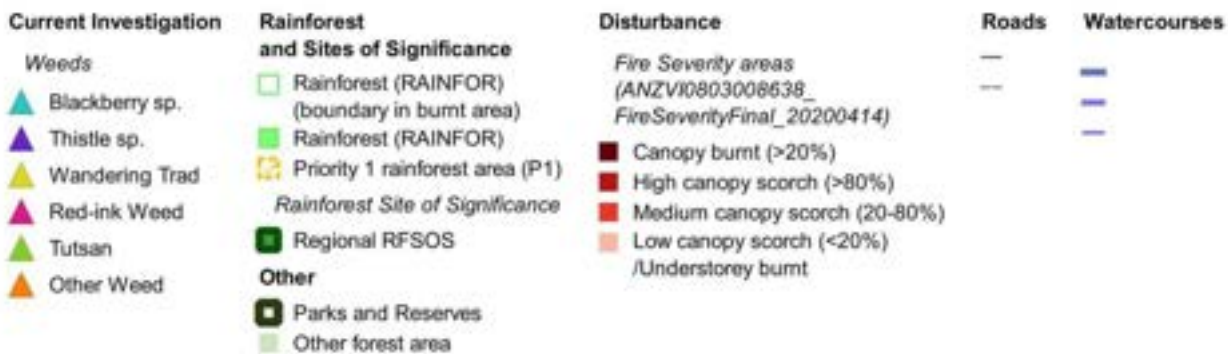 Current Investigation
Weeds
Blackberry sp.
Thistle sp.
Wandering Trad
Red-ink Weed
Tutsan
Other Weed
Rainforest
and Sites of Significance
Rainforest (RAINFOR)
(boundary in burnt area)
Rainforest (RAINFOR)
Priority 1 rainforest area (P1)
Rainforest Site of Significance
Regional RFSOS
Other
Parks and Reserves
Other forest area
Disturbance
Fire Severity areas
(ANZVI0803008638_
FireSeverityFinal_20200414)
Canopy burnt (>20%)
High canopy scorch (>80%)
Medium canopy scorch (20-80%)
Low canopy scorch (<20%)
/Understorey burnt
Roads
Watercourses